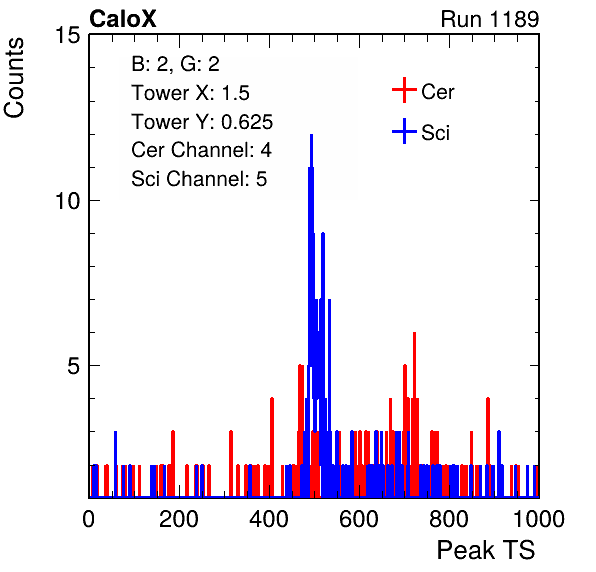 CaloX Run 1189
B: 2, G: 2
Tower X: 1.5
Tower Y: 0.625
Cer Channel: 4
Sci Channel: 5
Cer
Sci
Counts
15
10
5
0 200 400 600 800 1000
Peak TS